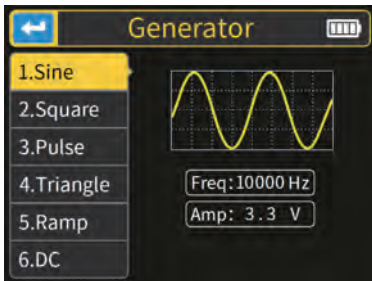 Generator
1.Sine
2.Square
3.Pulse
4.Triangle
5.Ramp
6.DC
Freq:10000 Hz
Amp: 3.3 V